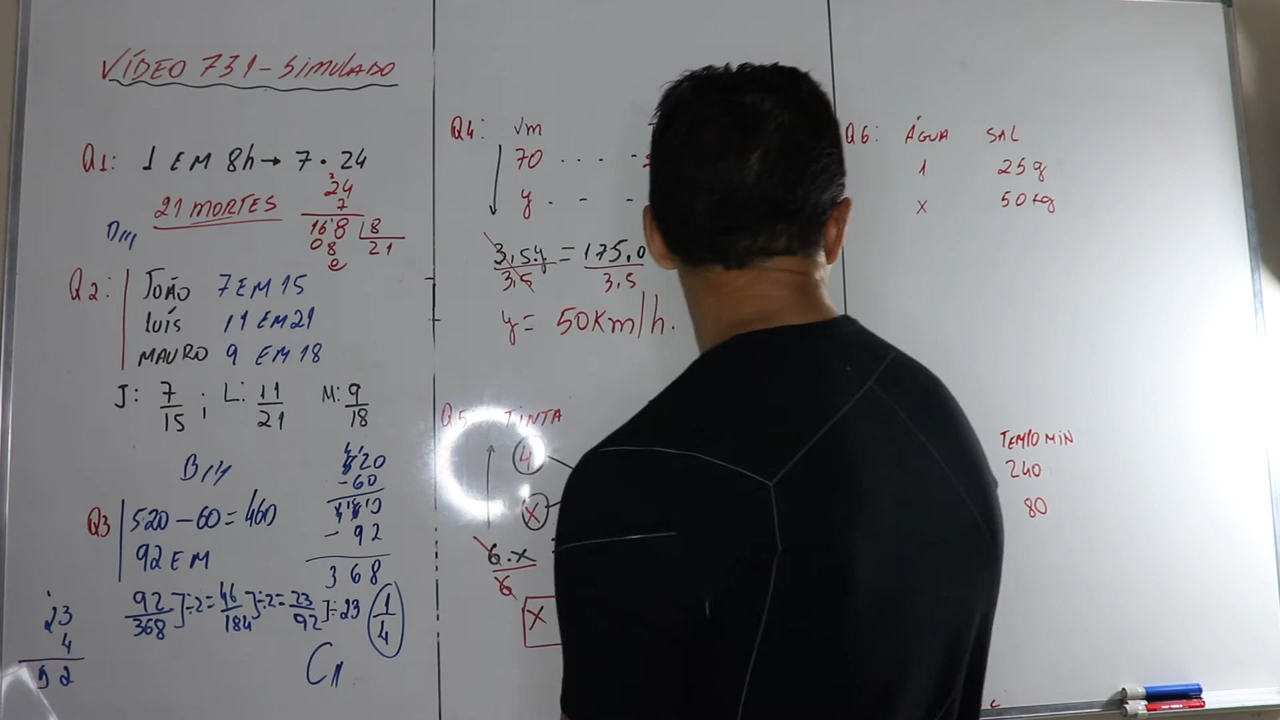 VÍDEO 731 - SIMULADO
Q1: 1 EM 8h → 7 · 24
21 MORTES
24
7
168 | 8
08 21
D//
Q2: JOÃO 7 EM 15
LUÍS 11 EM 21
MAURO 9 EM 18
J: 7/15 ; L: 11/21 M: 9/18
B//
520
-60
- 92
368
Q3 520 - 60 = 460
92 EM
92/368 ]÷2= 46/184 ]÷2= 23/92 ]÷23 1/4
23
4
92
C//
Q4: Vm
70 . . . .
y . - -
3,5.y = 175,0
3,5 3,5
y = 50Km/h.
Q5: TINTA
4
x
6.x
6
x
TEMPO MIN
240
80
Q6: ÁGUA SAL
1 25g
x 50kg